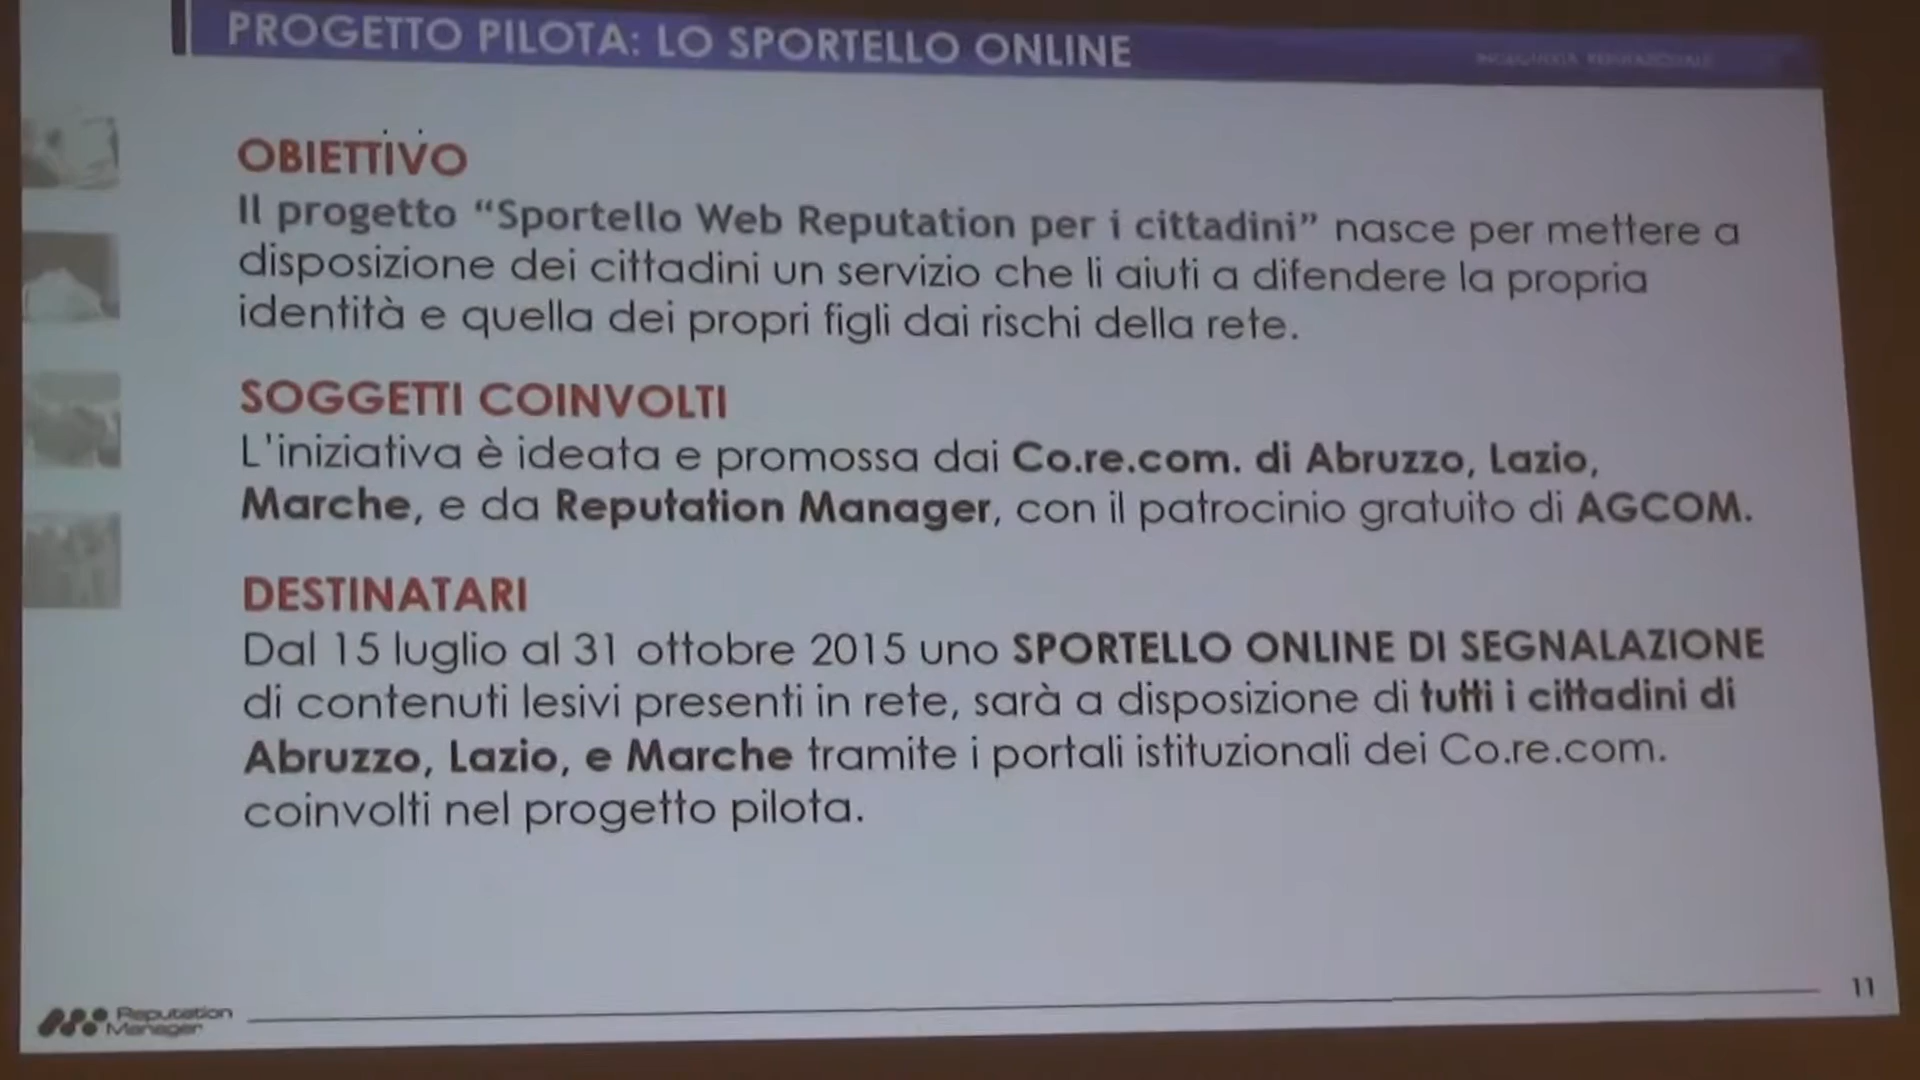 PROGETTO PILOTA: LO SPORTELLO ONLINE
OBIETTIVO
Il progetto “Sportello Web Reputation per i cittadini” nasce per mettere a
disposizione dei cittadini un servizio che li aiuti a difendere la propria
identità e quella dei propri figli dai rischi della rete.
SOGGETTI COINVOLTI
L'iniziativa è ideata e promossa dai Co.re.com. di Abruzzo, Lazio,
Marche, e da Reputation Manager, con il patrocinio gratuito di AGCOM.
DESTINATARI
Dal 15 luglio al 31 ottobre 2015 uno SPORTELLO ONLINE DI SEGNALAZIONE
di contenuti lesivi presenti in rete, sarà a disposizione di tutti i cittadini di
Abruzzo, Lazio, e Marche tramite i portali istituzionali dei Co.re.com.
coinvolti nel progetto pilota.
Reputation
Manager
11